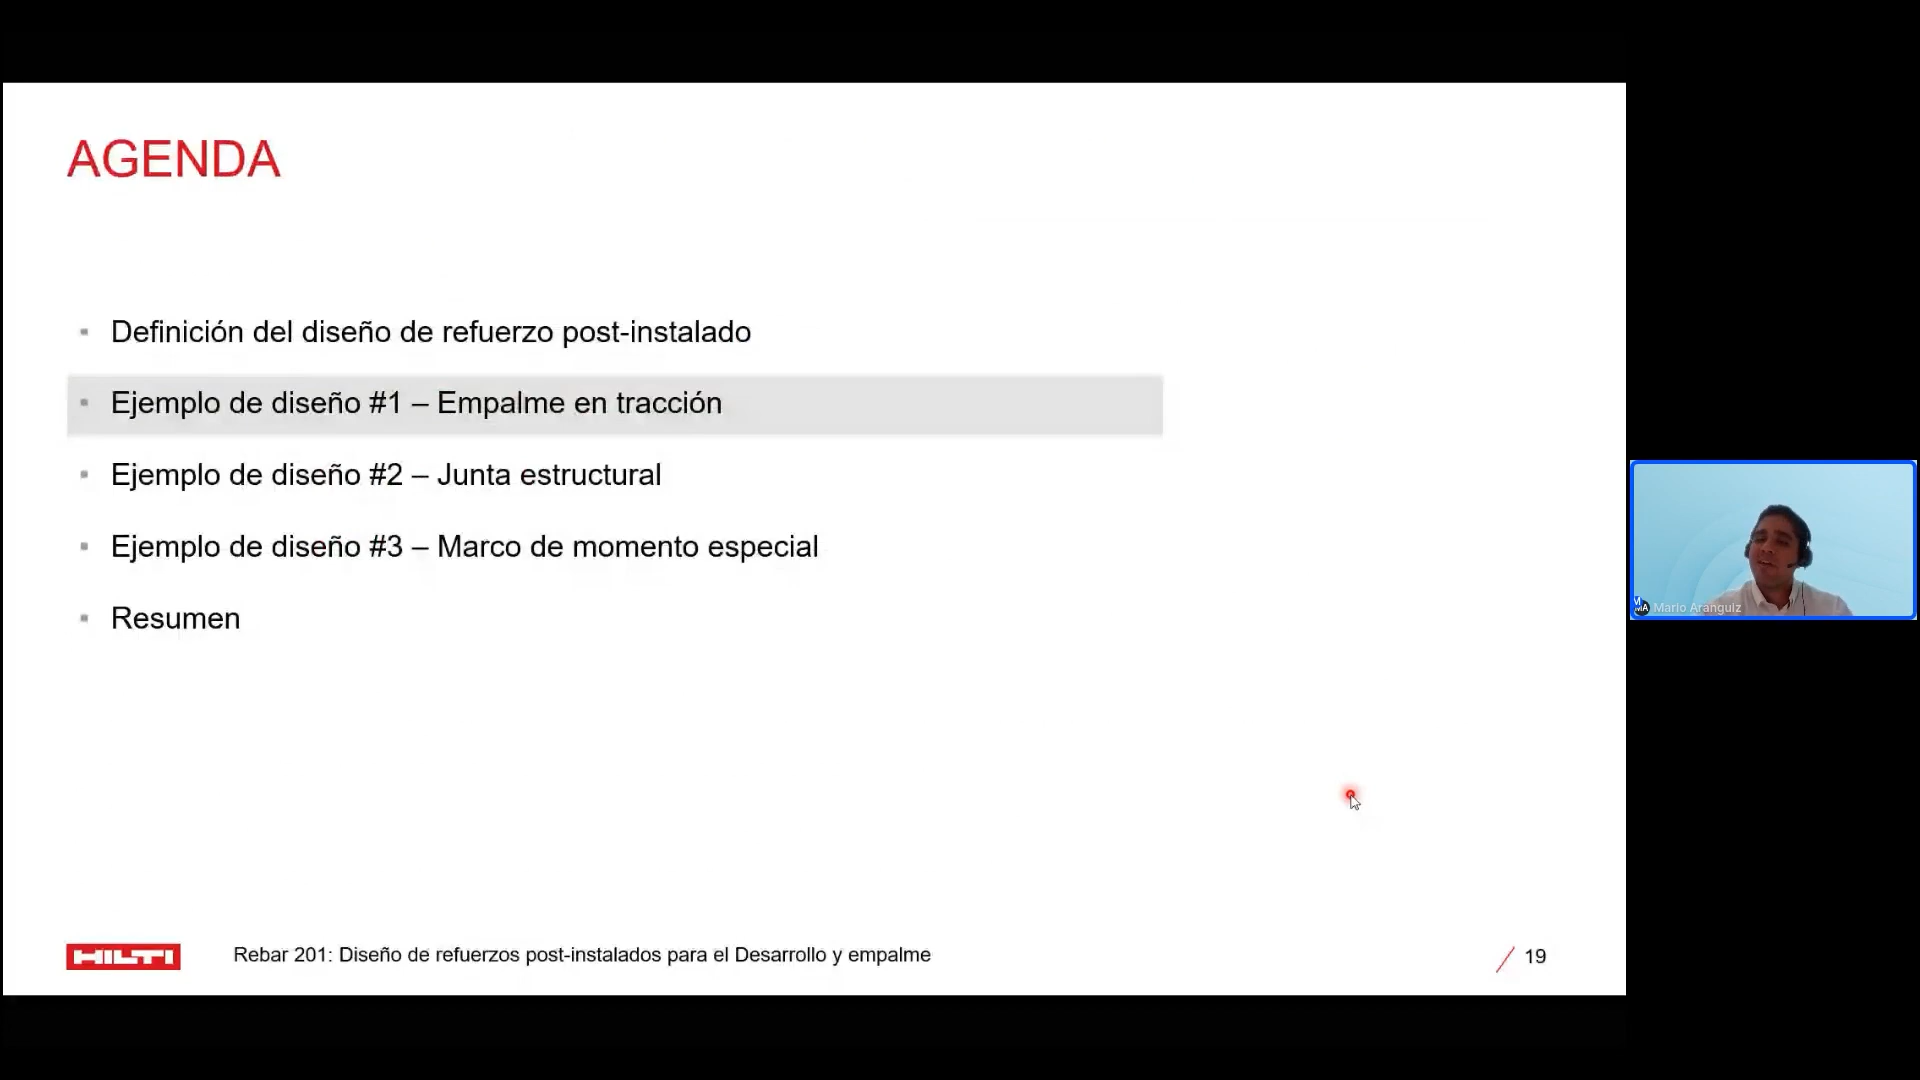 AGENDA
Definición del diseño de refuerzo post-instalado
Ejemplo de diseño #1 – Empalme en tracción
Ejemplo de diseño #2 – Junta estructural
Ejemplo de diseño #3 – Marco de momento especial
Resumen
HILTI
Rebar 201: Diseño de refuerzos post-instalados para el Desarrollo y empalme
19
MA
Mario Aranguiz